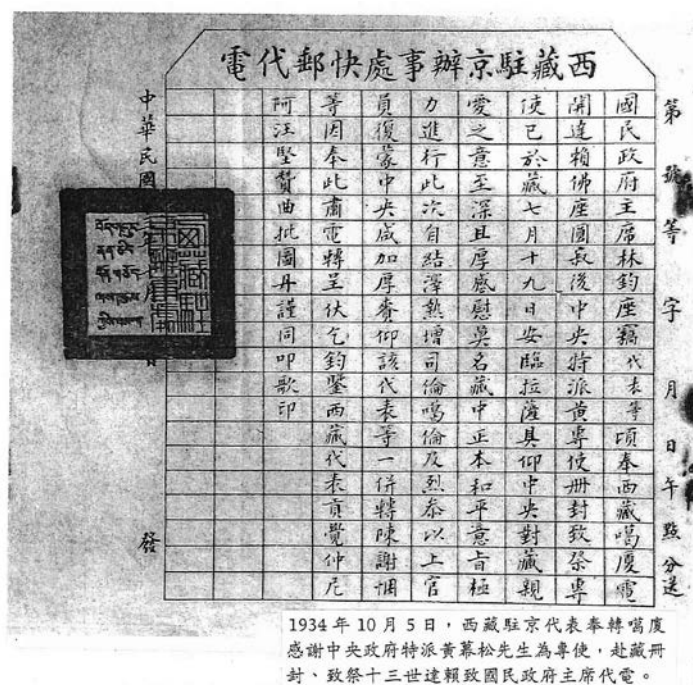 西藏駐京辦事處快郵代電
第號等字月日午點分送
國民政府主席林鈞座竊代表等頃奉西藏噶廈電
開達賴佛座圓寂後中央特派黃專使册封致祭專
使已於藏七月十九日安臨拉薩具仰中央對藏親
愛之意至深且厚感慰莫名藏中正本和平意旨極
力進行此次自結澤熱增司倫噶倫及烈叅以上官
員復蒙中央咸加厚賚仰該代表等一併轉陳謝悃
等因奉此肅電轉呈伏乞鈞鑒西藏代表貢覺仲尼
阿汪堅贊曲批圖丹謹同叩歌印
中華民國年日發
1934年10月5日，西藏駐京代表奉轉噶廈
感謝中央政府特派黃慕松先生為專使，赴藏冊
封、致祭十三世達賴致國民政府主席代電。